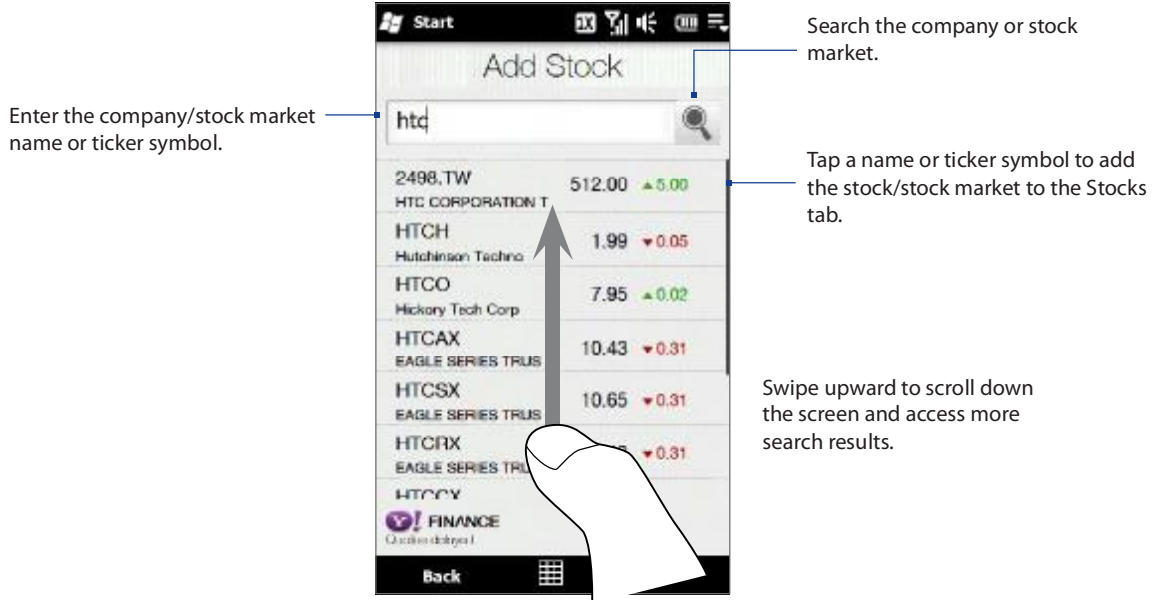 Start
Add Stock
htc
Enter the company/stock market
name or ticker symbol.
Search the company or stock
market.
Tap a name or ticker symbol to add
the stock/stock market to the Stocks
tab.
2498.TW 512.00 ▲5.00
HTC CORPORATION T
HTCH 1.99 ▼0.05
Hutchinson Techno
HTCO 7.95 ▲0.02
Hickory Tech Corp
HTCAX 10.43 ▼0.31
EAGLE SERIES TRUS
HTCSX 10.65 ▼0.31
EAGLE SERIES TRUS
HTCRX ▼0.31
EAGLE SERIES
Swipe upward to scroll down
the screen and access more
search results.
Y! FINANCE
Quotes delayed
Back